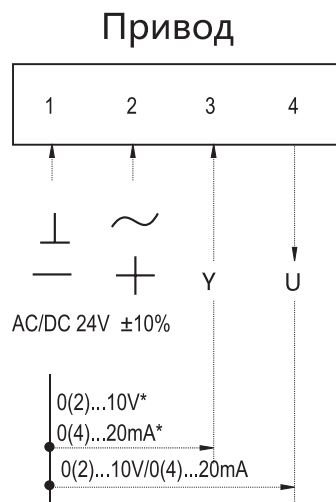 Привод
1 2 3 4
⊥ ~
— +
Y U
AC/DC 24V ±10%
0(2)...10V*
0(4)...20mA*
0(2)...10V/0(4)...20mA